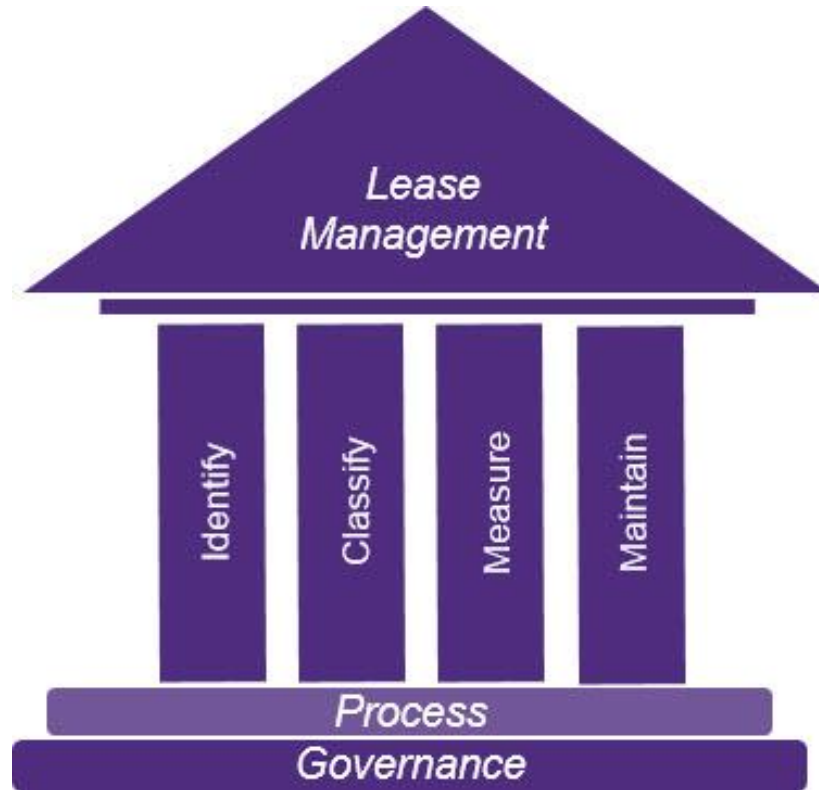 Lease
Management
Identify
Classify
Measure
Maintain
Process
Governance